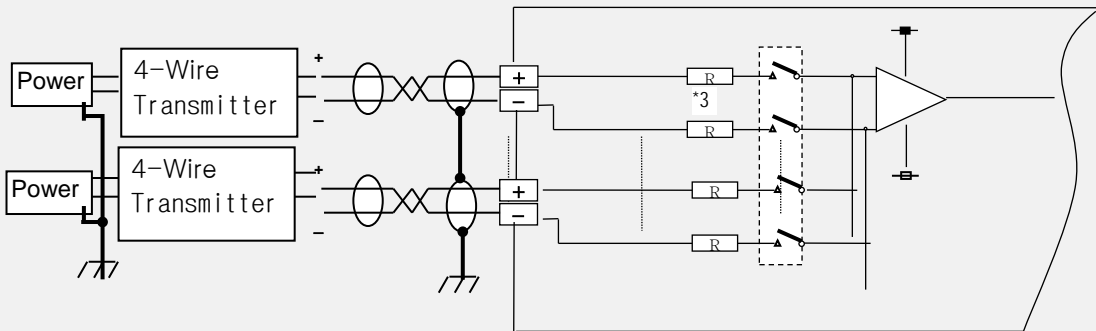 Power
4-Wire
Transmitter
+
−
+
−
R
*3
R
Power
4-Wire
Transmitter
+
−
+
−
R
R